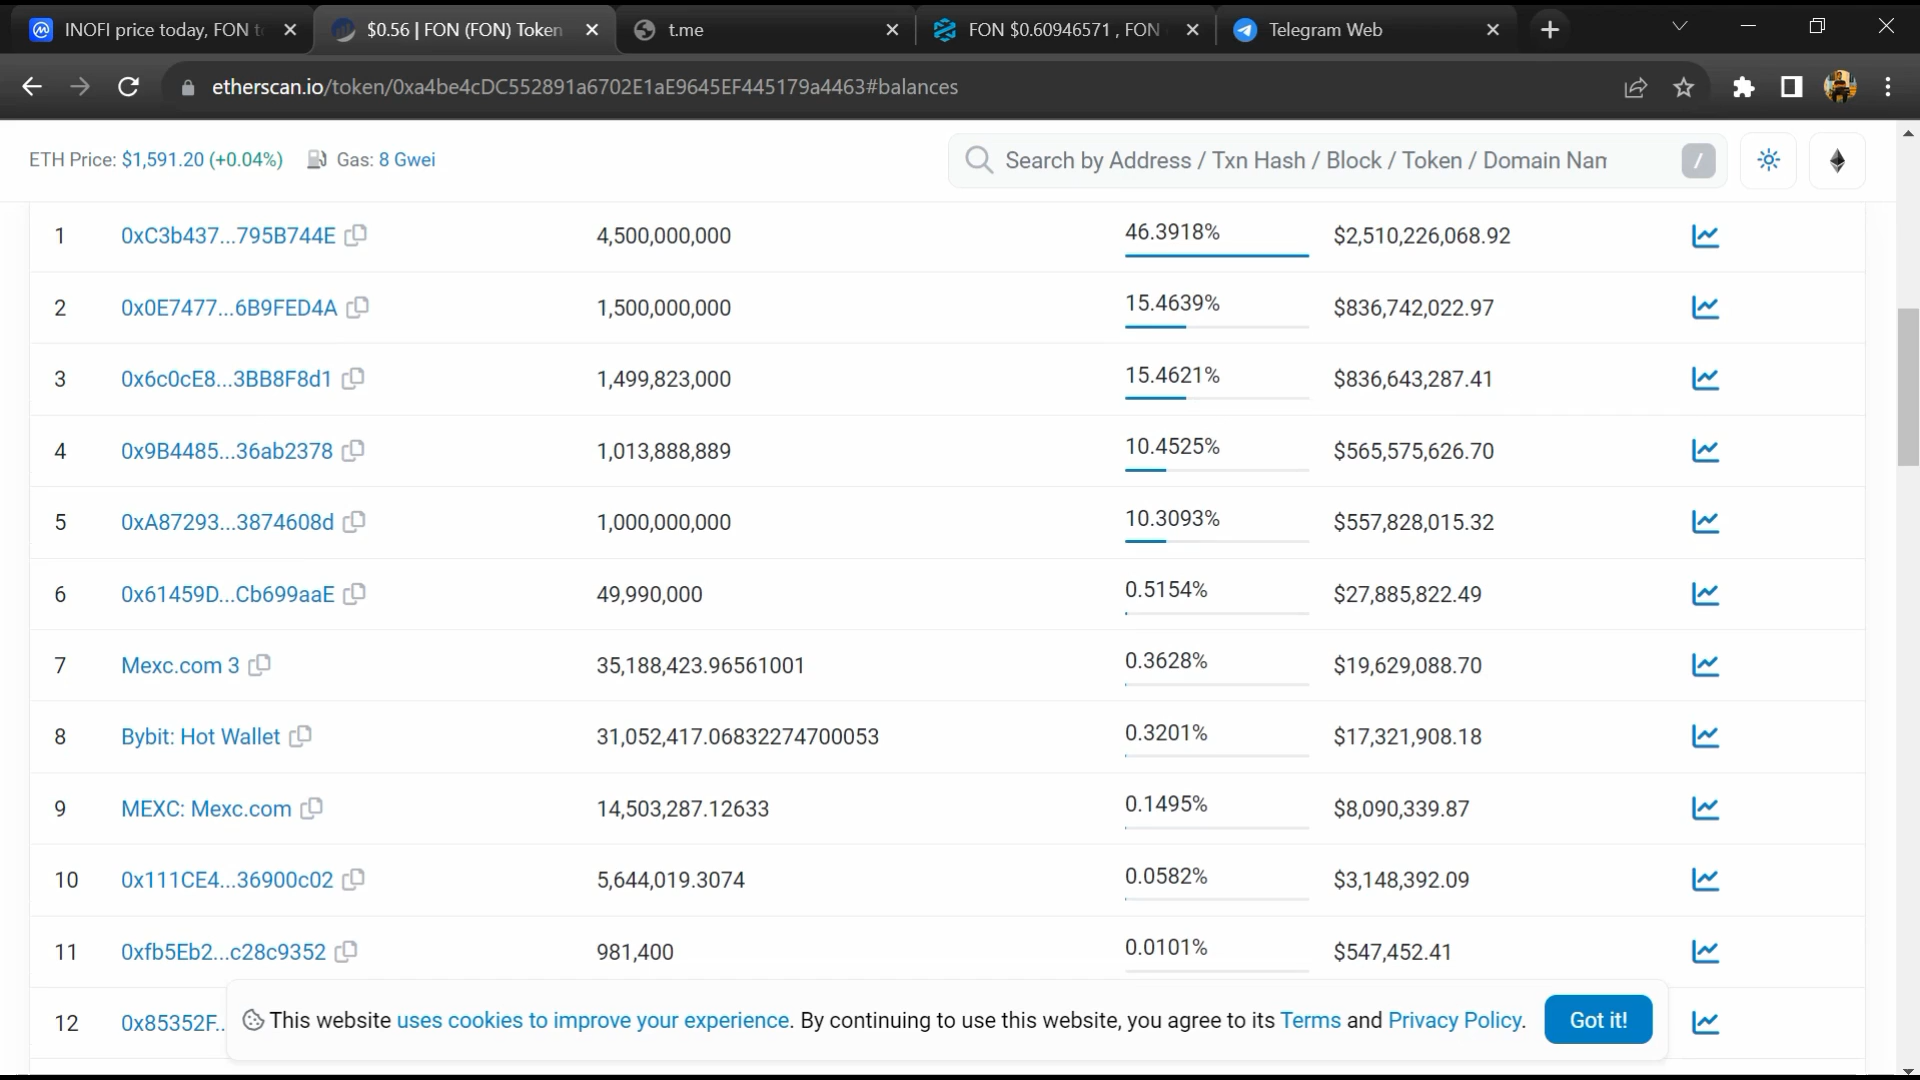 INOFI price today, FON t
$0.56 | FON (FON) Token
t.me
FON $0.60946571 , FON
Telegram Web
etherscan.io/token/0xa4be4cDC552891a6702E1aE9645EF445179a4463#balances
ETH Price: $1,591.20 (+0.04%) Gas: 8 Gwei
Search by Address / Txn Hash / Block / Token / Domain Nam /
1 0xC3b437...795B744E 4,500,000,000 46.3918% $2,510,226,068.92
2 0x0E7477...6B9FED4A 1,500,000,000 15.4639% $836,742,022.97
3 0x6c0cE8...3BB8F8d1 1,499,823,000 15.4621% $836,643,287.41
4 0x9B4485...36ab2378 1,013,888,889 10.4525% $565,575,626.70
5 0xA87293...3874608d 1,000,000,000 10.3093% $557,828,015.32
6 0x61459D...Cb699aaE 49,990,000 0.5154% $27,885,822.49
7 Mexc.com 3 35,188,423.96561001 0.3628% $19,629,088.70
8 Bybit: Hot Wallet 31,052,417.06832274700053 0.3201% $17,321,908.18
9 MEXC: Mexc.com 14,503,287.12633 0.1495% $8,090,339.87
10 0x111CE4...36900c02 5,644,019.3074 0.0582% $3,148,392.09
11 0xfb5Eb2...c28c9352 981,400 0.0101% $547,452.41
12 0x85352F..
This website uses cookies to improve your experience. By continuing to use this website, you agree to its Terms and Privacy Policy. Got it!